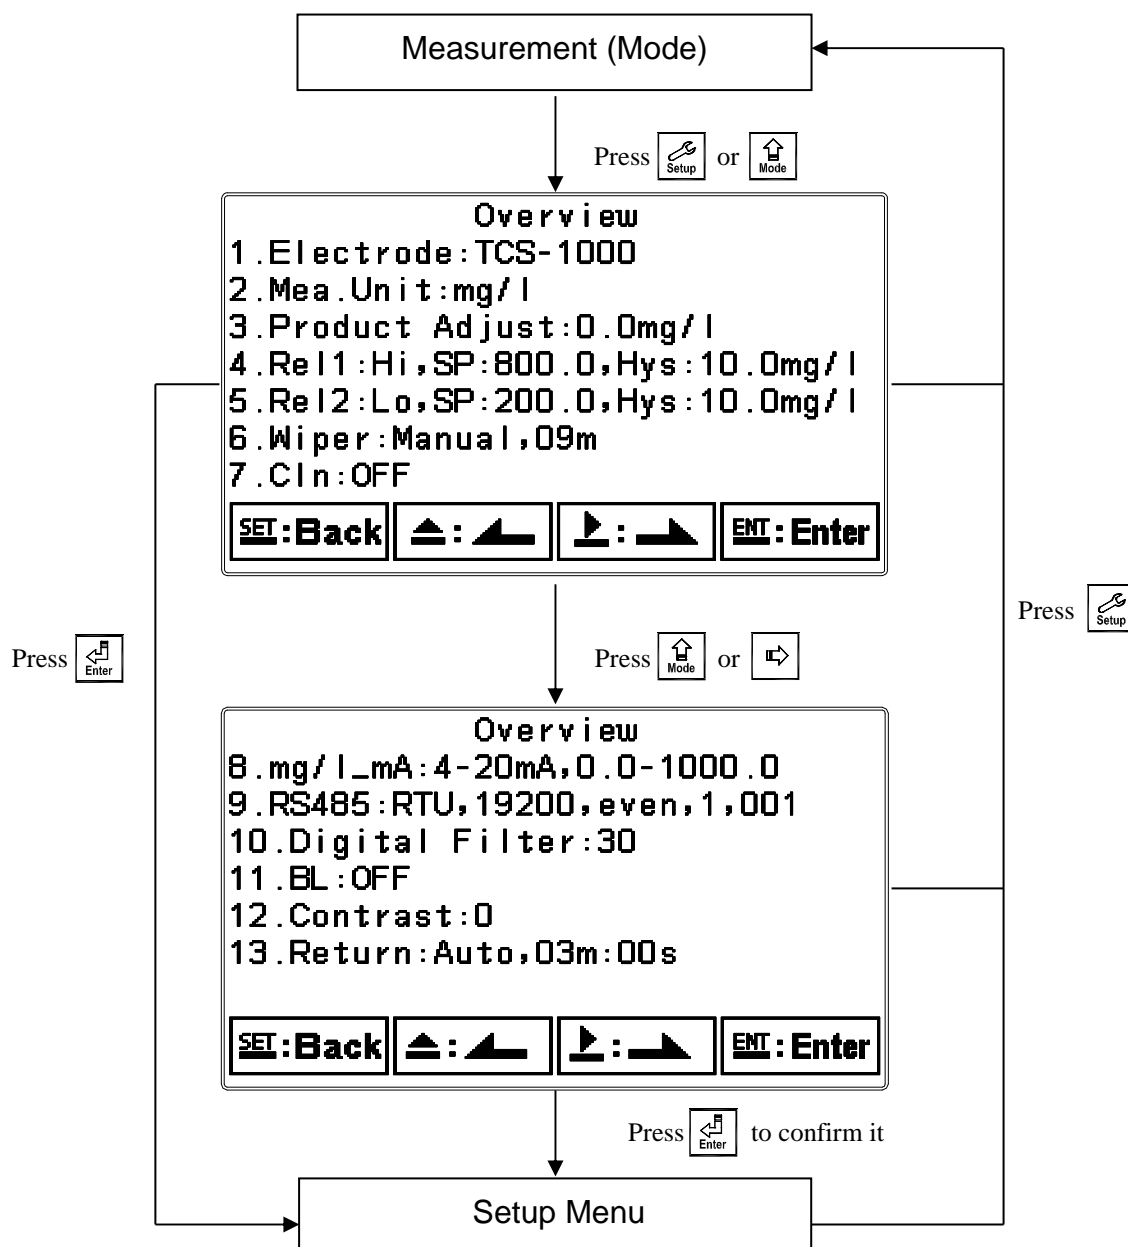 Measurement (Mode)
Press Setup or Mode
Overview
1.Electrode:TCS-1000
2.Mea.Unit:mg/l
3.Product Adjust:0.0mg/l
4.Rel1:Hi,SP:800.0,Hys:10.0mg/l
5.Rel2:Lo,SP:200.0,Hys:10.0mg/l
6.Wiper:Manual,09m
7.Cln:OFF
SET:Back : : ENT:Enter
Press Setup
Press Enter
Press Mode or
Overview
8.mg/l_mA:4-20mA,0.0-1000.0
9.RS485:RTU,19200,even,1,001
10.Digital Filter:30
11.BL:OFF
12.Contrast:0
13.Return:Auto,03m:00s
SET:Back : : ENT:Enter
Press Enter to confirm it
Setup Menu